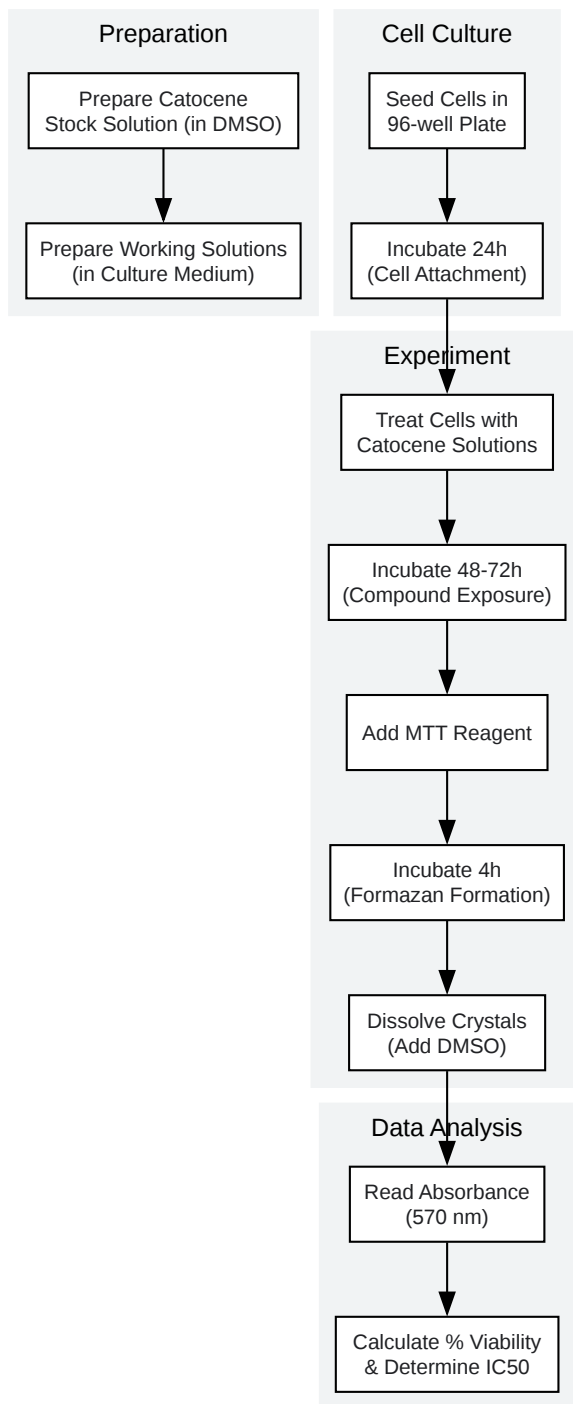 Preparation
Prepare Catocene
Stock Solution (in DMSO)
Prepare Working Solutions
(in Culture Medium)
Cell Culture
Seed Cells in
96-well Plate
Incubate 24h
(Cell Attachment)
Experiment
Treat Cells with
Catocene Solutions
Incubate 48-72h
(Compound Exposure)
Add MTT Reagent
Incubate 4h
(Formazan Formation)
Dissolve Crystals
(Add DMSO)
Data Analysis
Read Absorbance
(570 nm)
Calculate % Viability
& Determine IC50